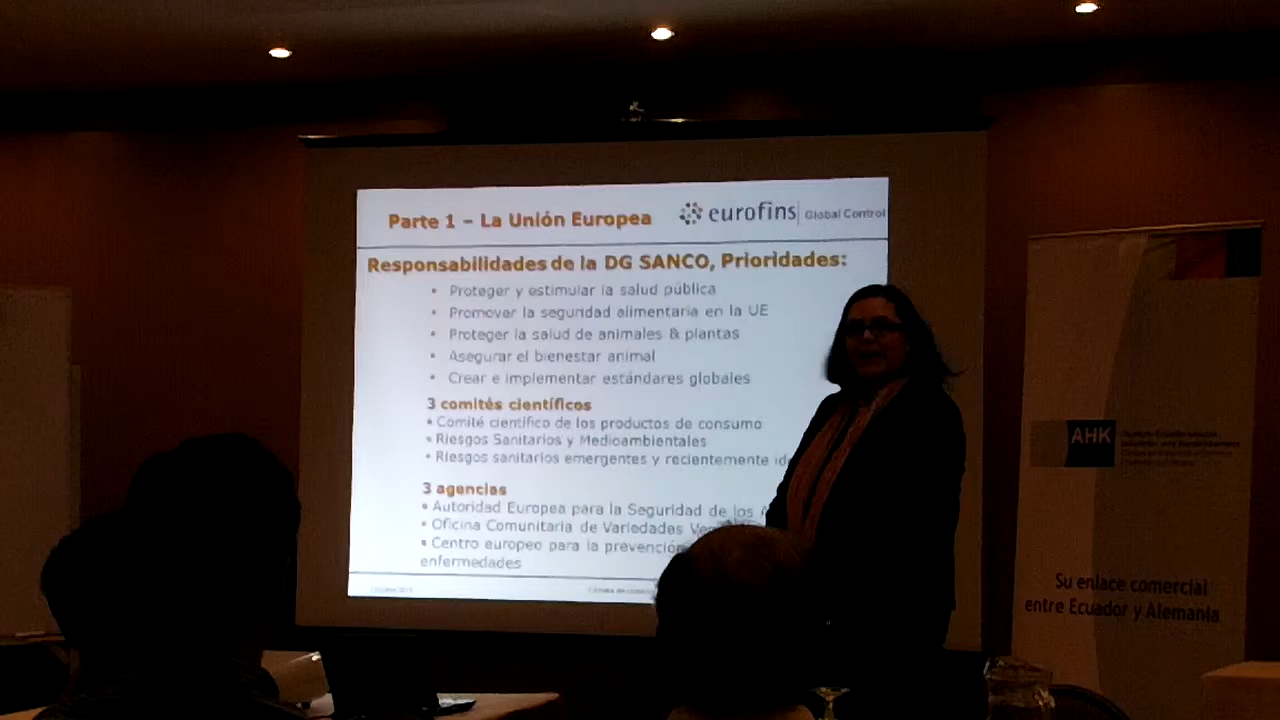 Parte 1 – La Unión Europea
eurofins Global Control
Responsabilidades de la DG SANCO, Prioridades:
• Proteger y estimular la salud pública
• Promover la seguridad alimentaria en la UE
• Proteger la salud de animales & plantas
• Asegurar el bienestar animal
• Crear e implementar estándares globales
3 comités científicos
• Comité científico de los productos de consumo
• Riesgos Sanitarios y Medioambientales
• Riesgos sanitarios emergentes y recientemente
3 agencias
• Autoridad Europea para la Seguridad de los
• Oficina Comunitaria de Variedades
• Centro europeo para la prevención
enfermedades
AHK
Su enlace comercial
entre Ecuador y Alemania